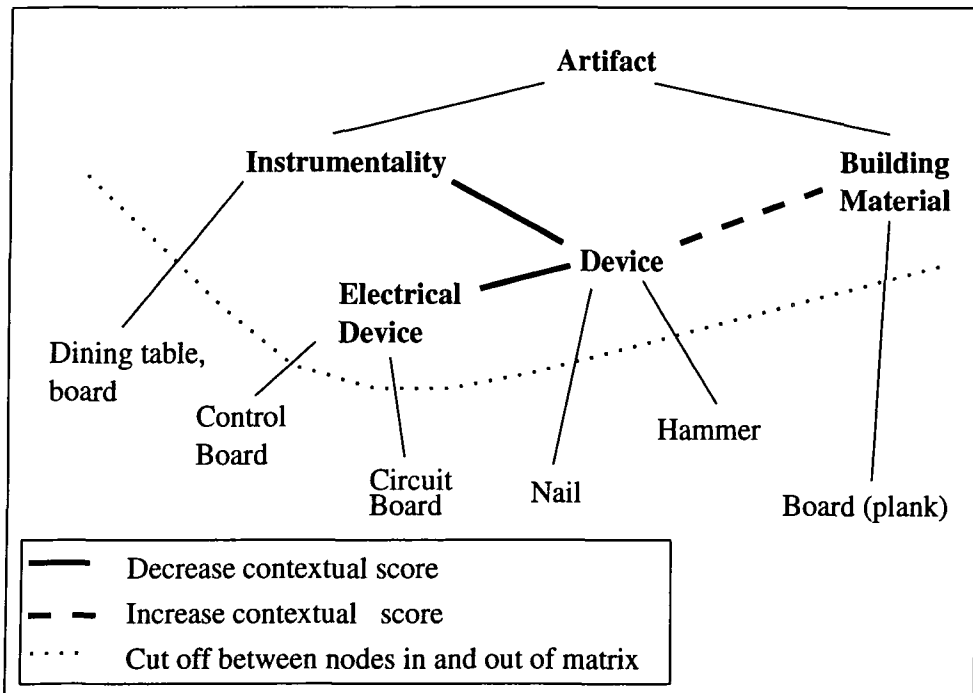 Artifact
Instrumentality
Building
Material
Device
Electrical
Device
Dining table,
board
Control
Board
Circuit
Board
Nail
Hammer
Board (plank)
Decrease contextual score
Increase contextual score
Cut off between nodes in and out of matrix